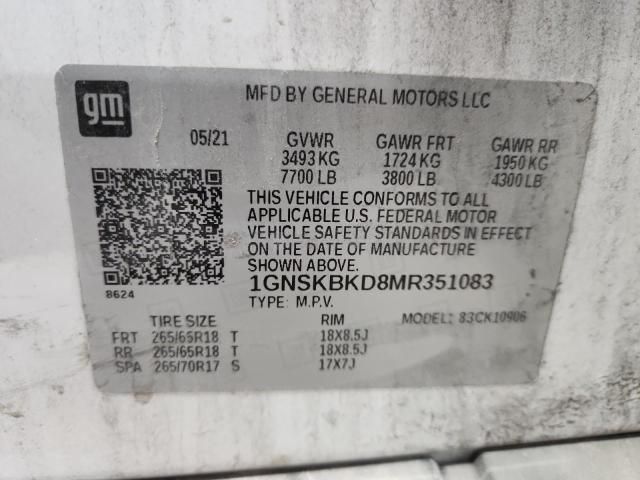 gm
MFD BY GENERAL MOTORS LLC
05/21 GVWR GAWR FRT GAWR RR
3493 KG 1724 KG 1950 KG
7700 LB 3800 LB 4300 LB
THIS VEHICLE CONFORMS TO ALL
APPLICABLE U.S. FEDERAL MOTOR
VEHICLE SAFETY STANDARDS IN EFFECT
ON THE DATE OF MANUFACTURE
SHOWN ABOVE.
8624
1GNSKBKD8MR351083
TYPE: M.P.V.
TIRE SIZE RIM MODEL: 83CK10906
FRT 265/65R18 T 18X8.5J
RR 265/65R18 T 18X8.5J
SPA 265/70R17 S 17X7J